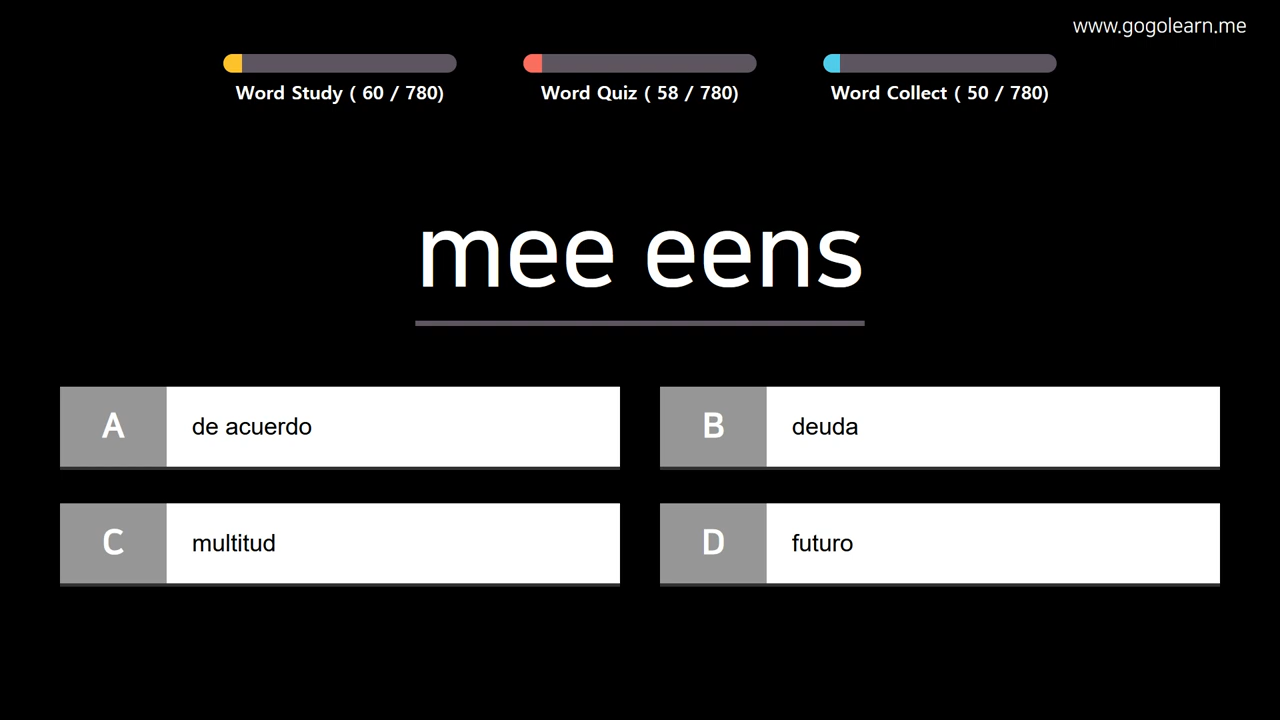 www.gogolearn.me
Word Study ( 60 / 780)
Word Quiz ( 58 / 780)
Word Collect ( 50 / 780)
mee eens
A
de acuerdo
B
deuda
C
multitud
D
futuro